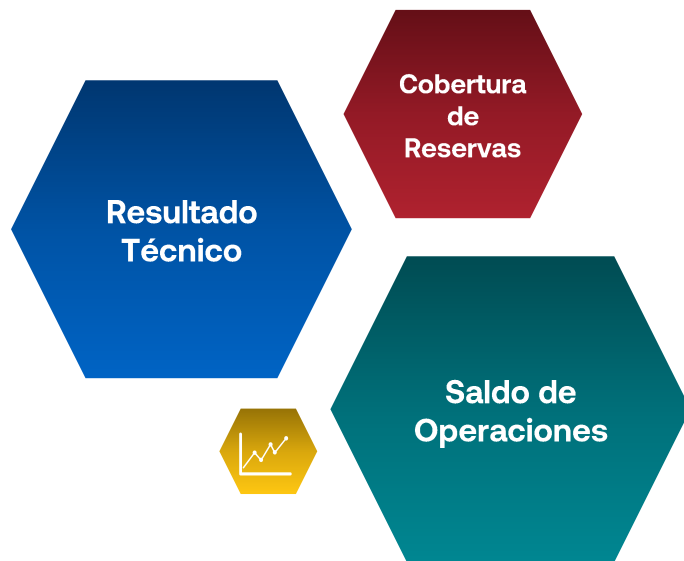 Cobertura
de
Reservas
Resultado
Técnico
Saldo de
Operaciones